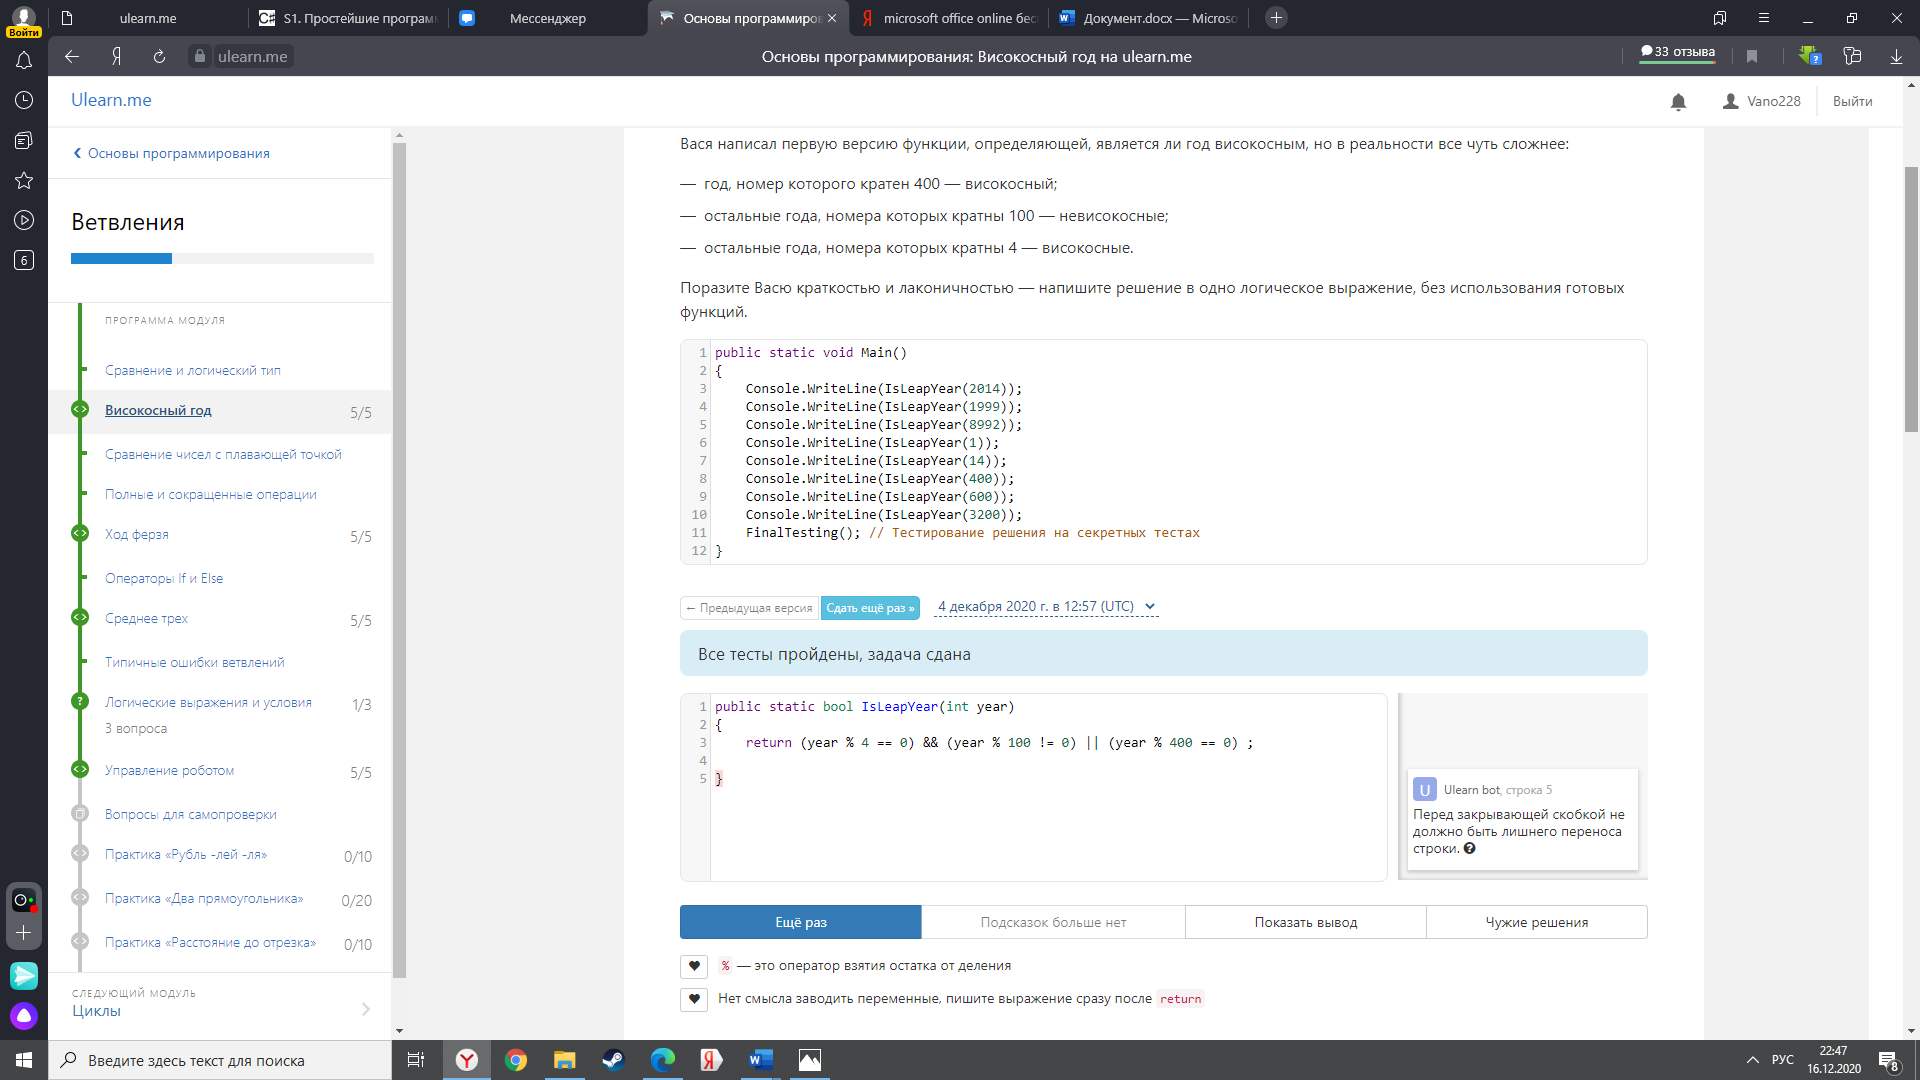 Войти
ulearn.me
S1. Простейшие програм
Мессенджер
Основы программиров
microsoft office online бес
Документ.docx — Microso
ulearn.me
Основы программирования: Високосный год на ulearn.me
33 отзыва
Ulearn.me
Vano228
Выйти
6
Основы программирования
Ветвления
ПРОГРАММА МОДУЛЯ
Сравнение и логический тип
Високосный год 5/5
Сравнение чисел с плавающей точкой
Полные и сокращенные операции
Ход ферзя 5/5
Операторы If и Else
Среднее трех 5/5
Типичные ошибки ветвлений
Логические выражения и условия 1/3
3 вопроса
Управление роботом 5/5
Вопросы для самопроверки
Практика «Рубль -лей -ля» 0/10
Практика «Два прямоугольника» 0/20
Практика «Расстояние до отрезка» 0/10
СЛЕДУЮЩИЙ МОДУЛЬ
Циклы
Вася написал первую версию функции, определяющей, является ли год високосным, но в реальности все чуть сложнее:
— год, номер которого кратен 400 — високосный;
— остальные года, номера которых кратны 100 — невисокосные;
— остальные года, номера которых кратны 4 — високосные.
Поразите Васю краткостью и лаконичностью — напишите решение в одно логическое выражение, без использования готовых
функций.
1 public static void Main()
2 {
3 Console.WriteLine(IsLeapYear(2014));
4 Console.WriteLine(IsLeapYear(1999));
5 Console.WriteLine(IsLeapYear(8992));
6 Console.WriteLine(IsLeapYear(1));
7 Console.WriteLine(IsLeapYear(14));
8 Console.WriteLine(IsLeapYear(400));
9 Console.WriteLine(IsLeapYear(600));
10 Console.WriteLine(IsLeapYear(3200));
11 FinalTesting(); // Тестирование решения на секретных тестах
12 }
← Предыдущая версия
Сдать ещё раз »
4 декабря 2020 г. в 12:57 (UTC)
Все тесты пройдены, задача сдана
1 public static bool IsLeapYear(int year)
2 {
3 return (year % 4 == 0) && (year % 100 != 0) || (year % 400 == 0) ;
4
5 }
U Ulearn bot, строка 5
Перед закрывающей скобкой не
должно быть лишнего переноса
строки.
Ещё раз
Подсказок больше нет
Показать вывод
Чужие решения
% — это оператор взятия остатка от деления
Нет смысла заводить переменные, пишите выражение сразу после return
Введите здесь текст для поиска
РУС
22:47
16.12.2020
8